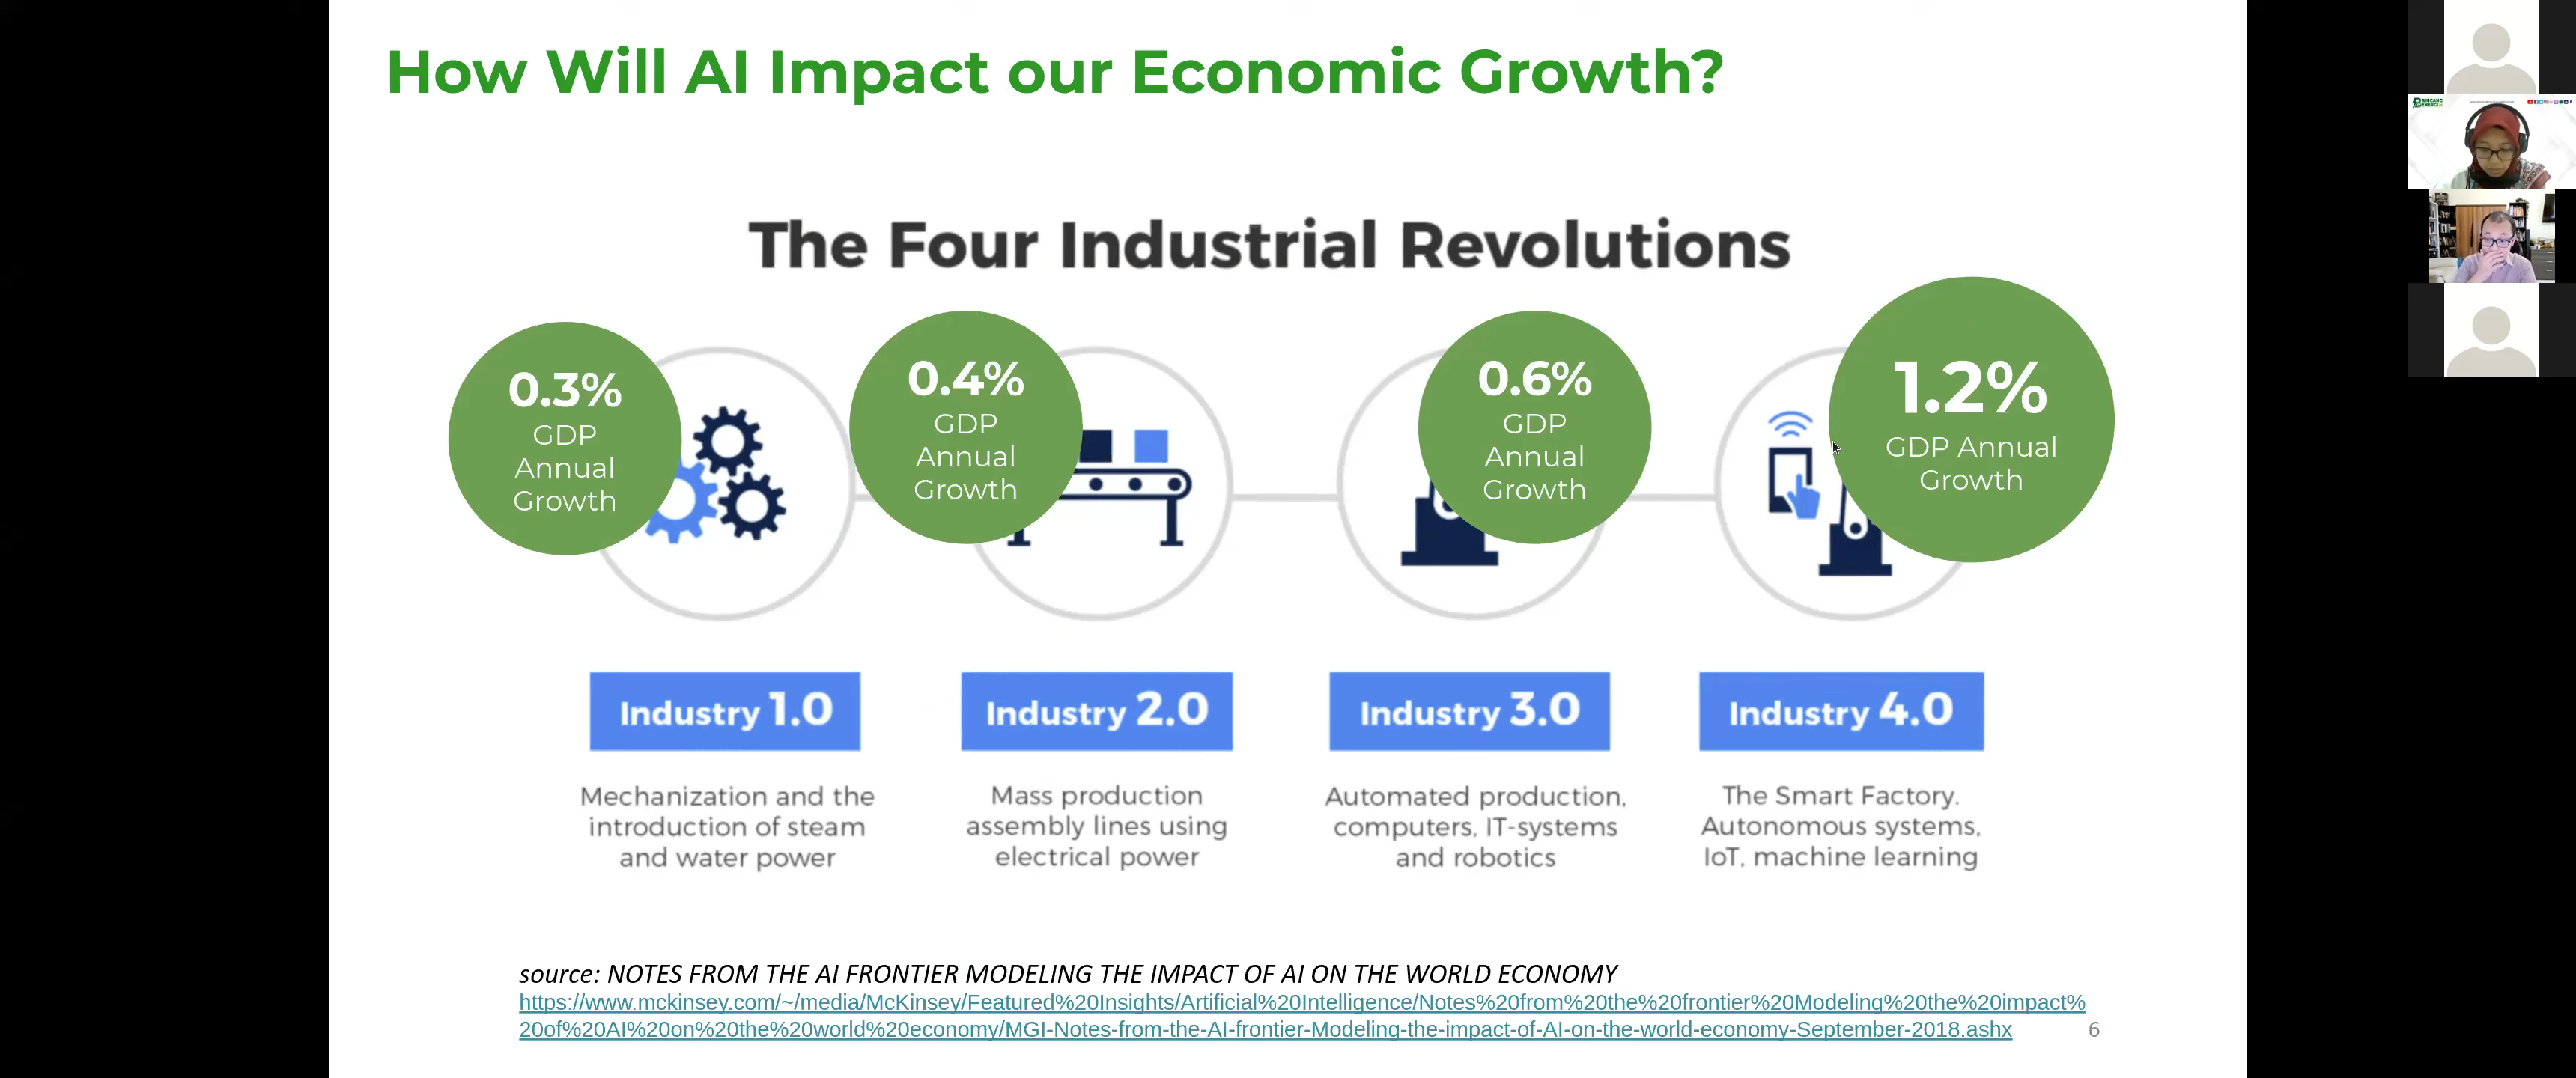 How Will AI Impact our Economic Growth?
The Four Industrial Revolutions
0.3%
GDP
Annual
Growth
0.4%
GDP
Annual
Growth
0.6%
GDP
Annual
Growth
1.2%
GDP Annual
Growth
Industry 1.0
Industry 2.0
Industry 3.0
Industry 4.0
Mechanization and the
introduction of steam
and water power
Mass production
assembly lines using
electrical power
Automated production,
computers, IT-systems
and robotics
The Smart Factory.
Autonomous systems,
IoT, machine learning
source: NOTES FROM THE AI FRONTIER MODELING THE IMPACT OF AI ON THE WORLD ECONOMY
https://www.mckinsey.com/~/media/McKinsey/Featured%20Insights/Artificial%20Intelligence/Notes%20from%20the%20frontier%20Modeling%20the%20impact%
20of%20AI%20on%20the%20world%20economy/MGI-Notes-from-the-AI-frontier-Modeling-the-impact-of-AI-on-the-world-economy-September-2018.ashx
6